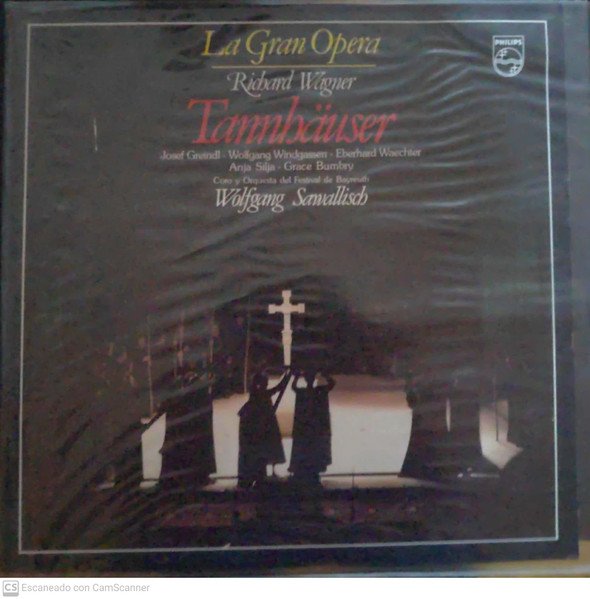 La Gran Opera
PHILIPS
Richard Wagner
Tannhäuser
Josef Greindl · Wolfgang Windgassen · Eberhard Waechter
Anja Silja · Grace Bumbry
Coro y Orquesta del Festival de Bayreuth
Wolfgang Sawallisch
CS Escaneado con CamScanner